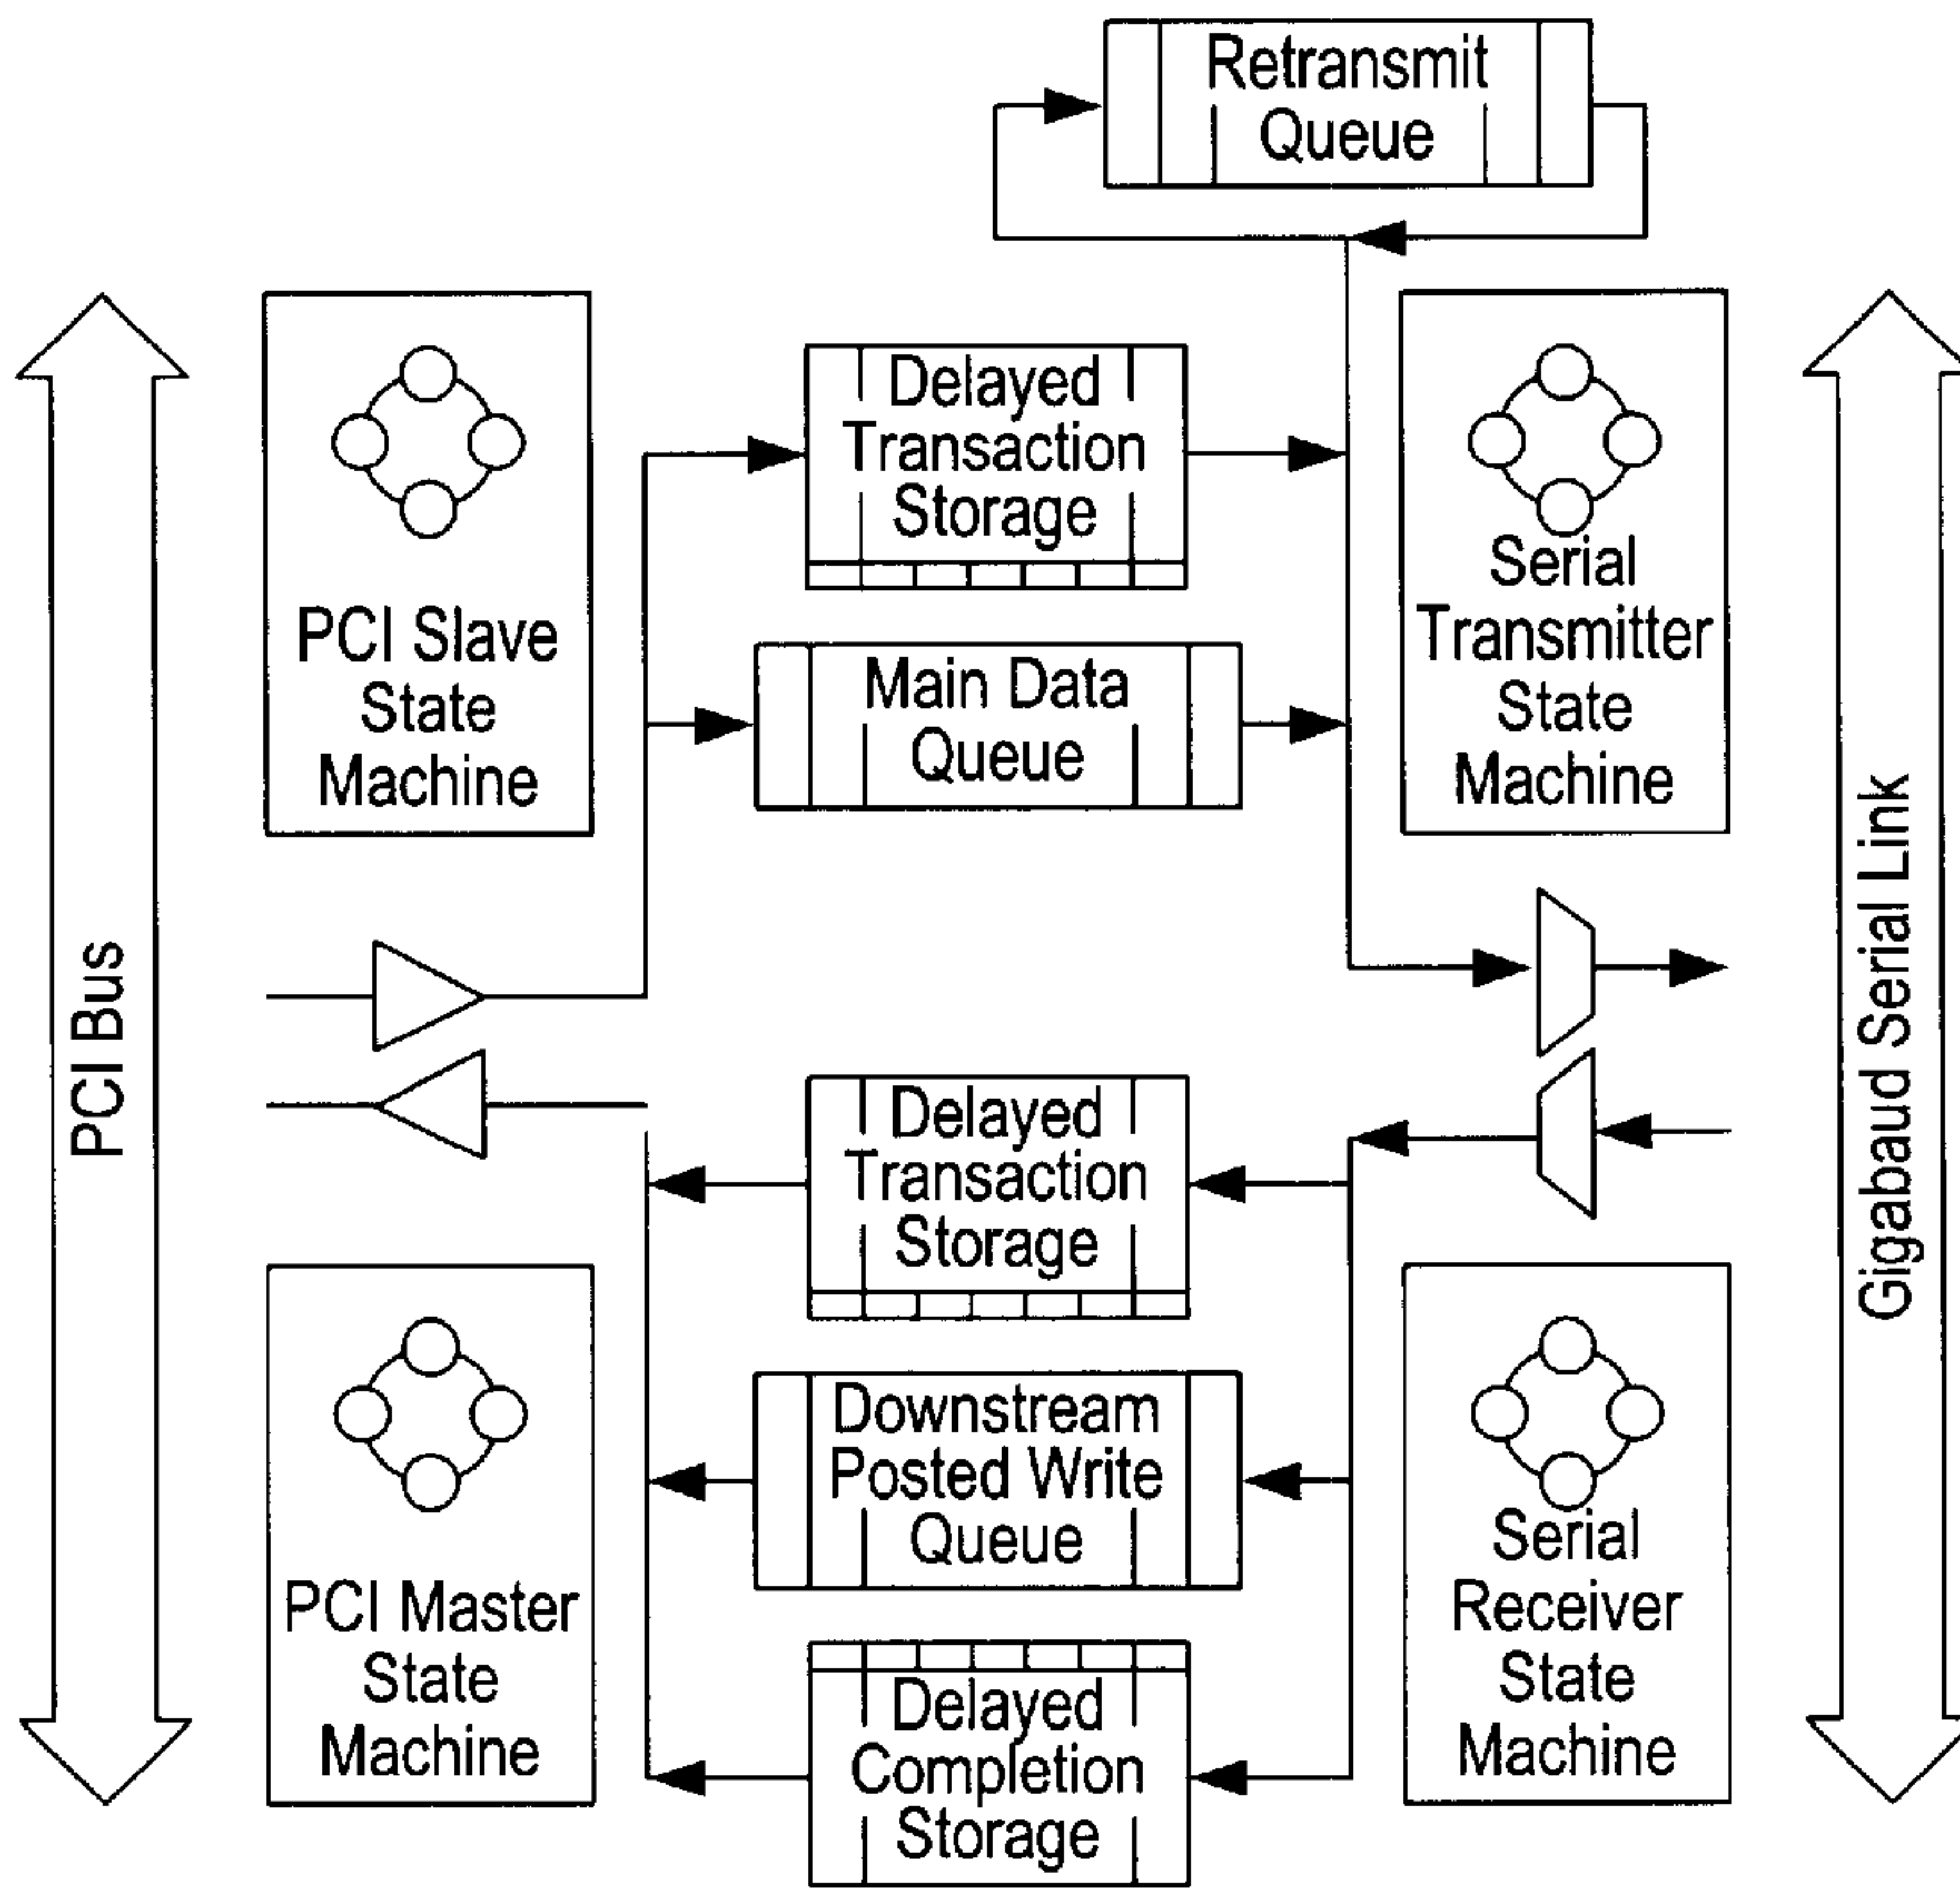 Retransmit
Queue
PCI Bus
PCI Slave
State
Machine
Delayed
Transaction
Storage
Main Data
Queue
Serial
Transmitter
State
Machine
Gigabaud Serial Link
Delayed
Transaction
Storage
PCI Master
State
Machine
Downstream
Posted Write
Queue
Delayed
Completion
Storage
Serial
Receiver
State
Machine